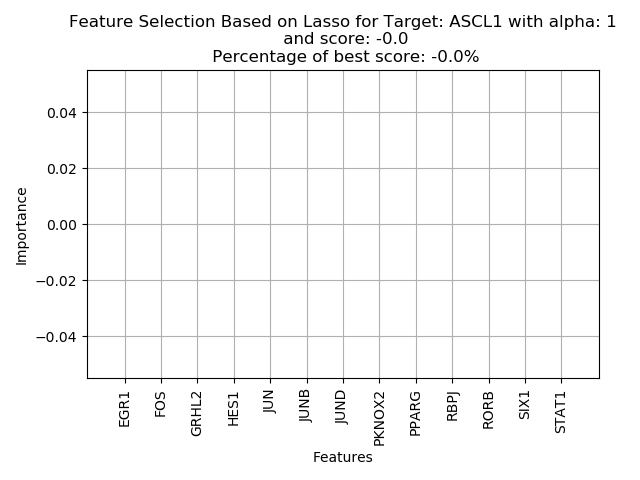 Feature Selection Based on Lasso for Target: ASCL1 with alpha: 1
and score: -0.0
Percentage of best score: -0.0%
Importance
0.04
0.02
0.00
−0.02
−0.04
EGR1
FOS
GRHL2
HES1
JUN
JUNB
JUND
PKNOX2
PPARG
RBPJ
RORB
SIX1
STAT1
Features